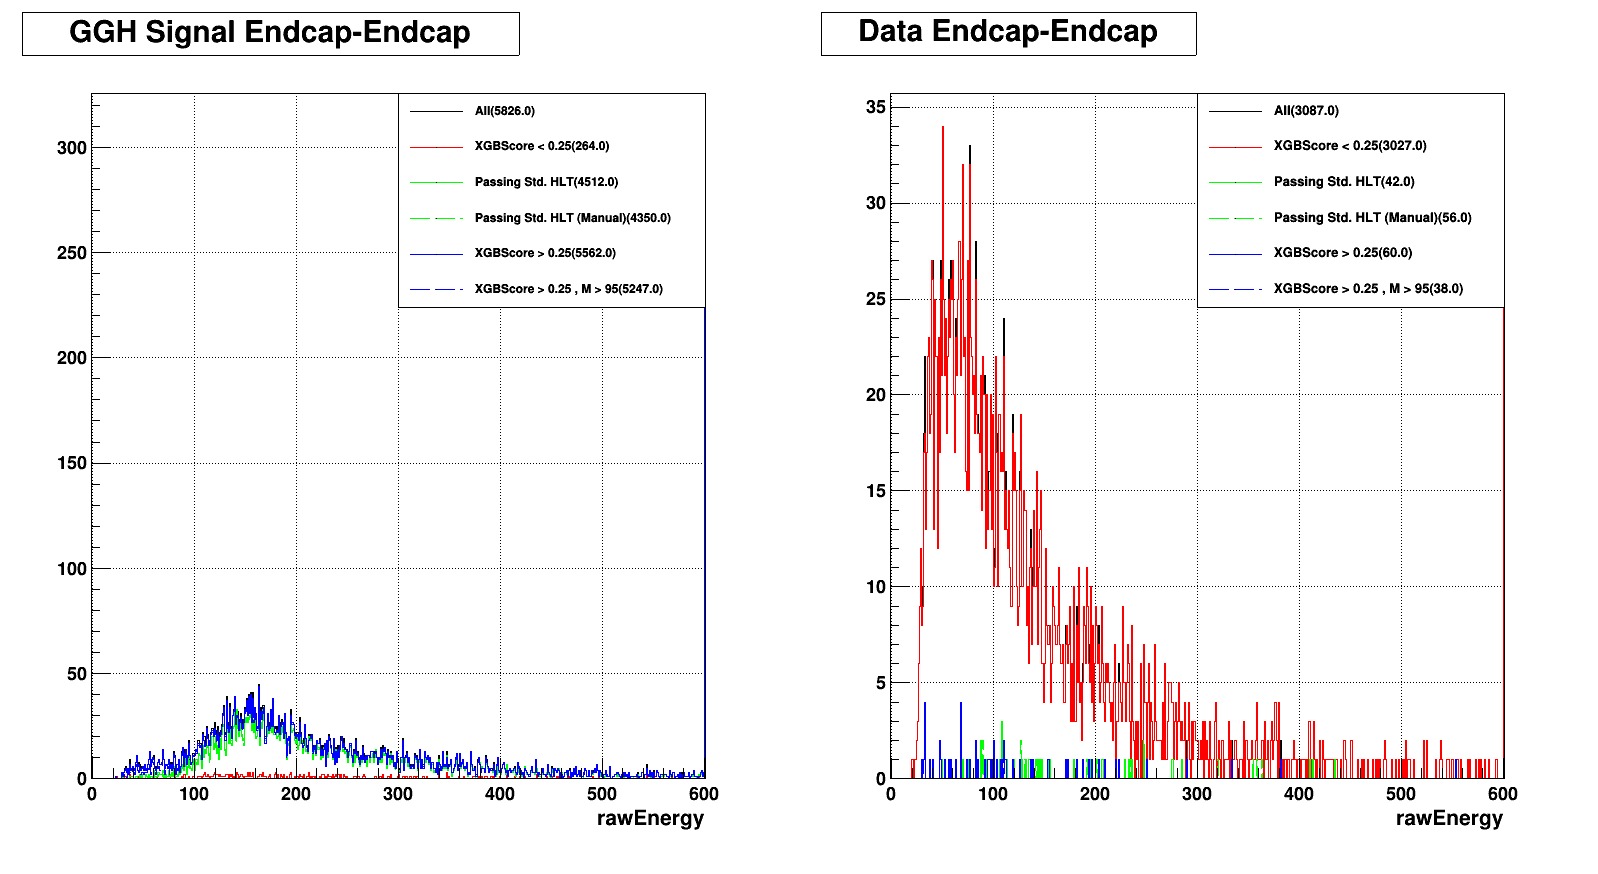 GGH Signal Endcap-Endcap
All(5826.0)
XGBScore < 0.25(264.0)
Passing Std. HLT(4512.0)
Passing Std. HLT (Manual)(4350.0)
XGBScore > 0.25(5562.0)
XGBScore > 0.25 , M > 95(5247.0)
300
250
200
150
100
50
0
0 100 200 300 400 500 600
rawEnergy
Data Endcap-Endcap
All(3087.0)
XGBScore < 0.25(3027.0)
Passing Std. HLT(42.0)
Passing Std. HLT (Manual)(56.0)
XGBScore > 0.25(60.0)
XGBScore > 0.25 , M > 95(38.0)
35
30
25
20
15
10
5
0
0 100 200 300 400 500 600
rawEnergy